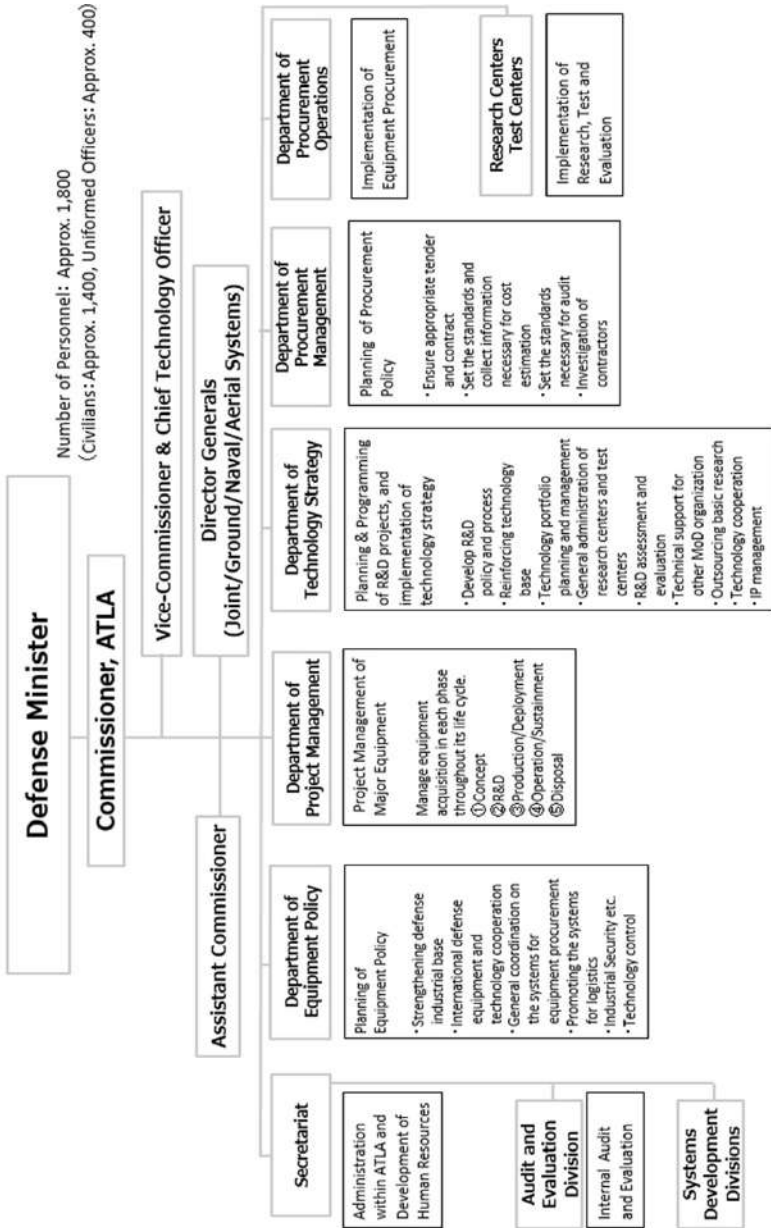 Defense Minister
Number of Personnel: Approx. 1,800
(Civilians: Approx. 1,400, Uniformed Officers: Approx. 400)
Commissioner, ATLA
Vice-Commissioner & Chief Technology Officer
Assistant Commissioner
Director Generals
(Joint/Ground/Naval/Aerial Systems)
Secretariat
Administration
within ATLA and
Development of
Human Resources
Audit and
Evaluation
Division
Internal Audit
and Evaluation
Systems
Development
Divisions
Department of
Equipment Policy
Planning of
Equipment Policy
・Strengthening defense
industrial base
・International defense
equipment and
technology cooperation
・General coordination on
the systems for
equipment procurement
・Promoting the systems
for logistics
・Industrial Security etc.
・Technology control
Department of
Project Management
Project Management of
Major Equipment
Manage equipment
acquisition in each phase
throughout its life cycle.
①Concept
②R&D
③Production/Deployment
④Operation/Sustainment
⑤Disposal
Department of
Technology Strategy
Planning & Programming
of R&D projects, and
implementation of
technology strategy
・Develop R&D
policy and process
・Reinforcing technology
base
・Technology portfolio
planning and management
・General administration of
research centers and test
centers
・R&D assessment and
evaluation
・Technical support for
other MoD organization
・Outsourcing basic research
・Technology cooperation
・IP management
Department of
Procurement
Management
Planning of Procurement
Policy
・Ensure appropriate tender
and contract
・Set the standards and
collect information
necessary for cost
estimation
・Set the standards
necessary for audit
・Investigation of
contractors
Department of
Procurement
Operations
Implementation of
Equipment Procurement
Research Centers
Test Centers
Implementation of
Research, Test and
Evaluation